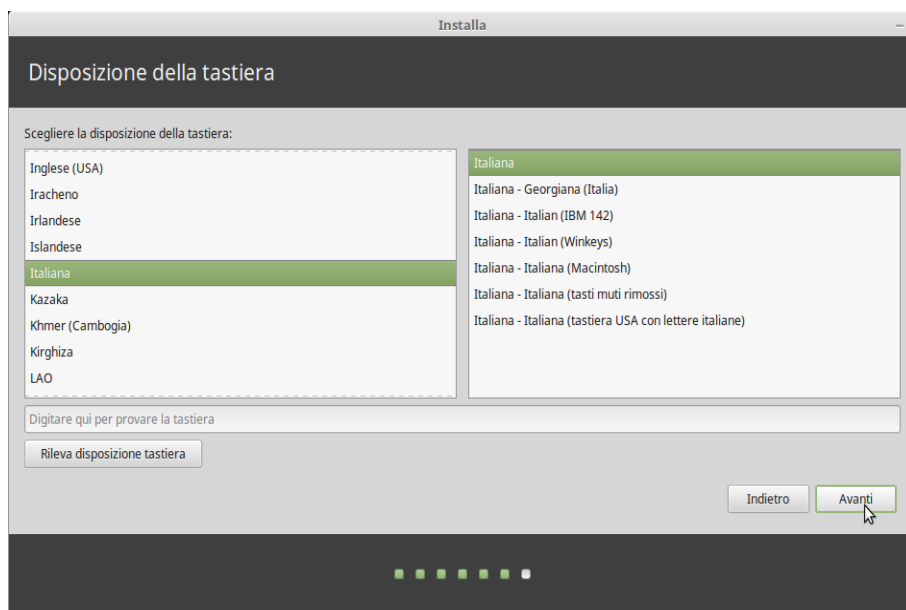 Installa
Disposizione della tastiera
Scegliere la disposizione della tastiera:
Inglese (USA)
Iracheno
Irlandese
Islandese
Italiana
Kazaka
Khmer (Cambogia)
Kirghiza
LAO
Italiana
Italiana - Georgiana (Italia)
Italiana - Italian (IBM 142)
Italiana - Italian (Winkeys)
Italiana - Italiana (Macintosh)
Italiana - Italiana (tasti muti rimossi)
Italiana - Italiana (tastiera USA con lettere italiane)
Digitare qui per provare la tastiera
Rileva disposizione tastiera
Indietro
Avanti